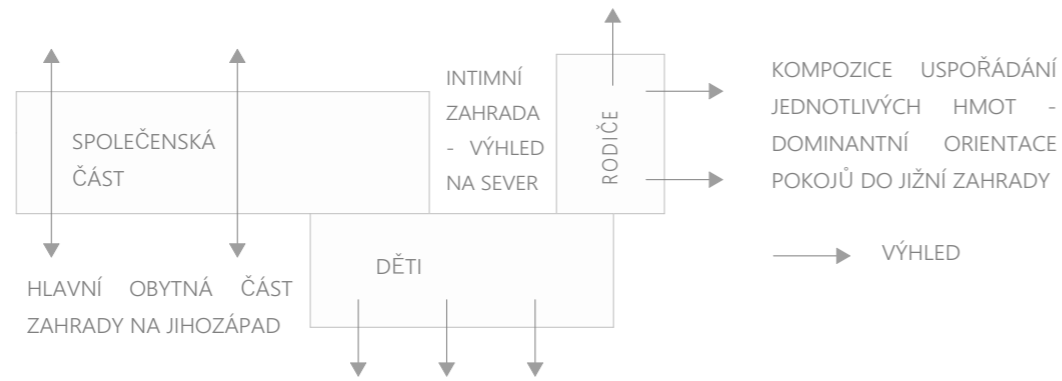 SPOLEČENSKÁ
ČÁST
INTIMNÍ
ZAHRADA
- VÝHLED
NA SEVER
RODIČE
KOMPOZICE USPOŘÁDÁNÍ
JEDNOTLIVÝCH HMOT -
DOMINANTNÍ ORIENTACE
POKOJŮ DO JIŽNÍ ZAHRADY
VÝHLED
DĚTI
HLAVNÍ OBYTNÁ ČÁST
ZAHRADY NA JIHOZÁPAD